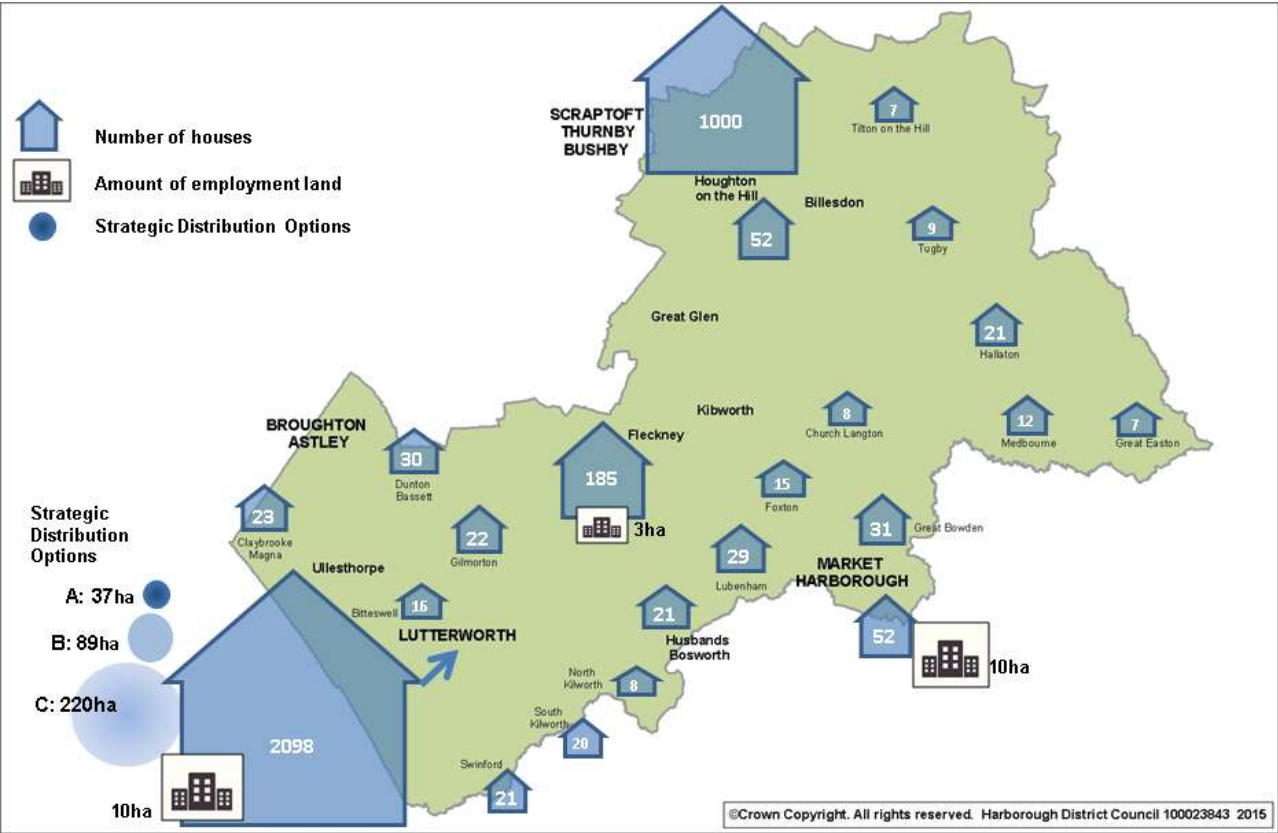 Number of houses
Amount of employment land
Strategic Distribution Options
SCRAPTOFT
THURNBY
BUSHBY
1000
7
Tilton on the Hill
Houghton
on the Hill
52
Billesdon
9
Tugby
Great Glen
21
Hallaton
Kibworth
8
Church Langton
12
Medbourne
7
Great Easton
BROUGHTON
ASTLEY
30
Dunton
Bassett
Fleckney
185
3ha
15
Foxton
23
Claybrooke
Magna
22
Gilmorton
31
Great Bowden
29
Lubenham
MARKET
HARBOROUGH
52
10ha
Strategic
Distribution
Options
A: 37ha
B: 89ha
C: 220ha
Ullesthorpe
Bitteswell
16
LUTTERWORTH
21
Husbands
Bosworth
North
Kilworth
8
South
Kilworth
20
2098
10ha
Swinford
21
©Crown Copyright. All rights reserved. Harborough District Council 100023843 2015